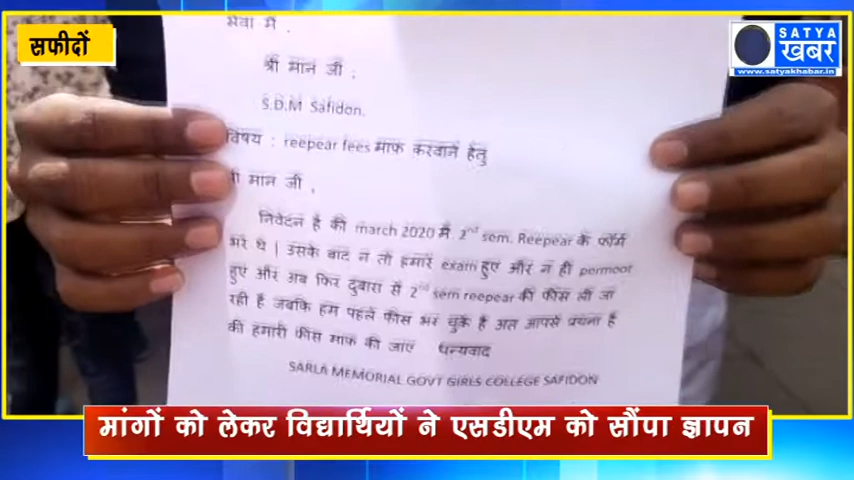 सफीदों
SATYA
खबर
www.satyakhabar.in
सेवा में .
श्री मान जी :
S.D.M Safidon.
विषय : reepear fees माफ करवाने हेतु
श्री मान जी ,
निवेदन है की march 2020 में 2nd sem. Reepear के फॉर्म
भरे थे | उसके बाद न तो हमारे exam हुए और न ही permoot
हुए और अब फिर दुबारा से 2nd sem reepear की फीस ली जा
रही है जबकि हम पहले फीस भर चुके है अत आपसे प्रथना है
की हमारी फीस माफ की जाएं धन्यवाद
SARLA MEMORIAL GOVT GIRLS COLLEGE SAFIDON
मांगों को लेकर विद्यार्थियों ने एसडीएम को सौंपा ज्ञापन